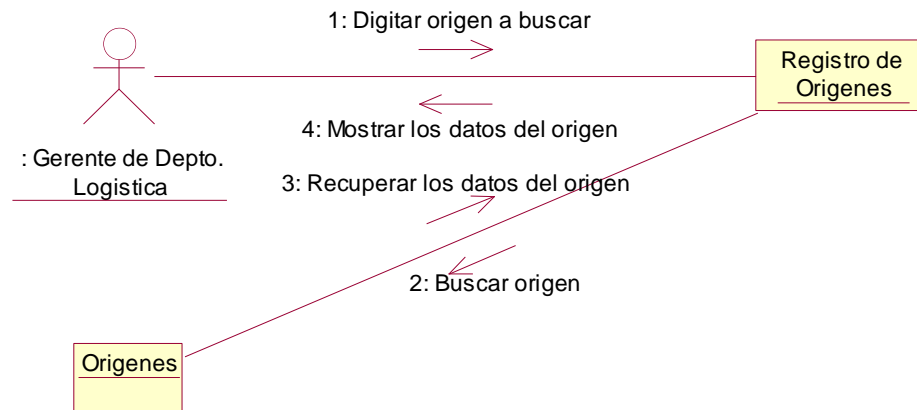 1: Digitar origen a buscar
Registro de
Origenes
4: Mostrar los datos del origen
: Gerente de Depto.
Logistica
3: Recuperar los datos del origen
2: Buscar origen
Origenes